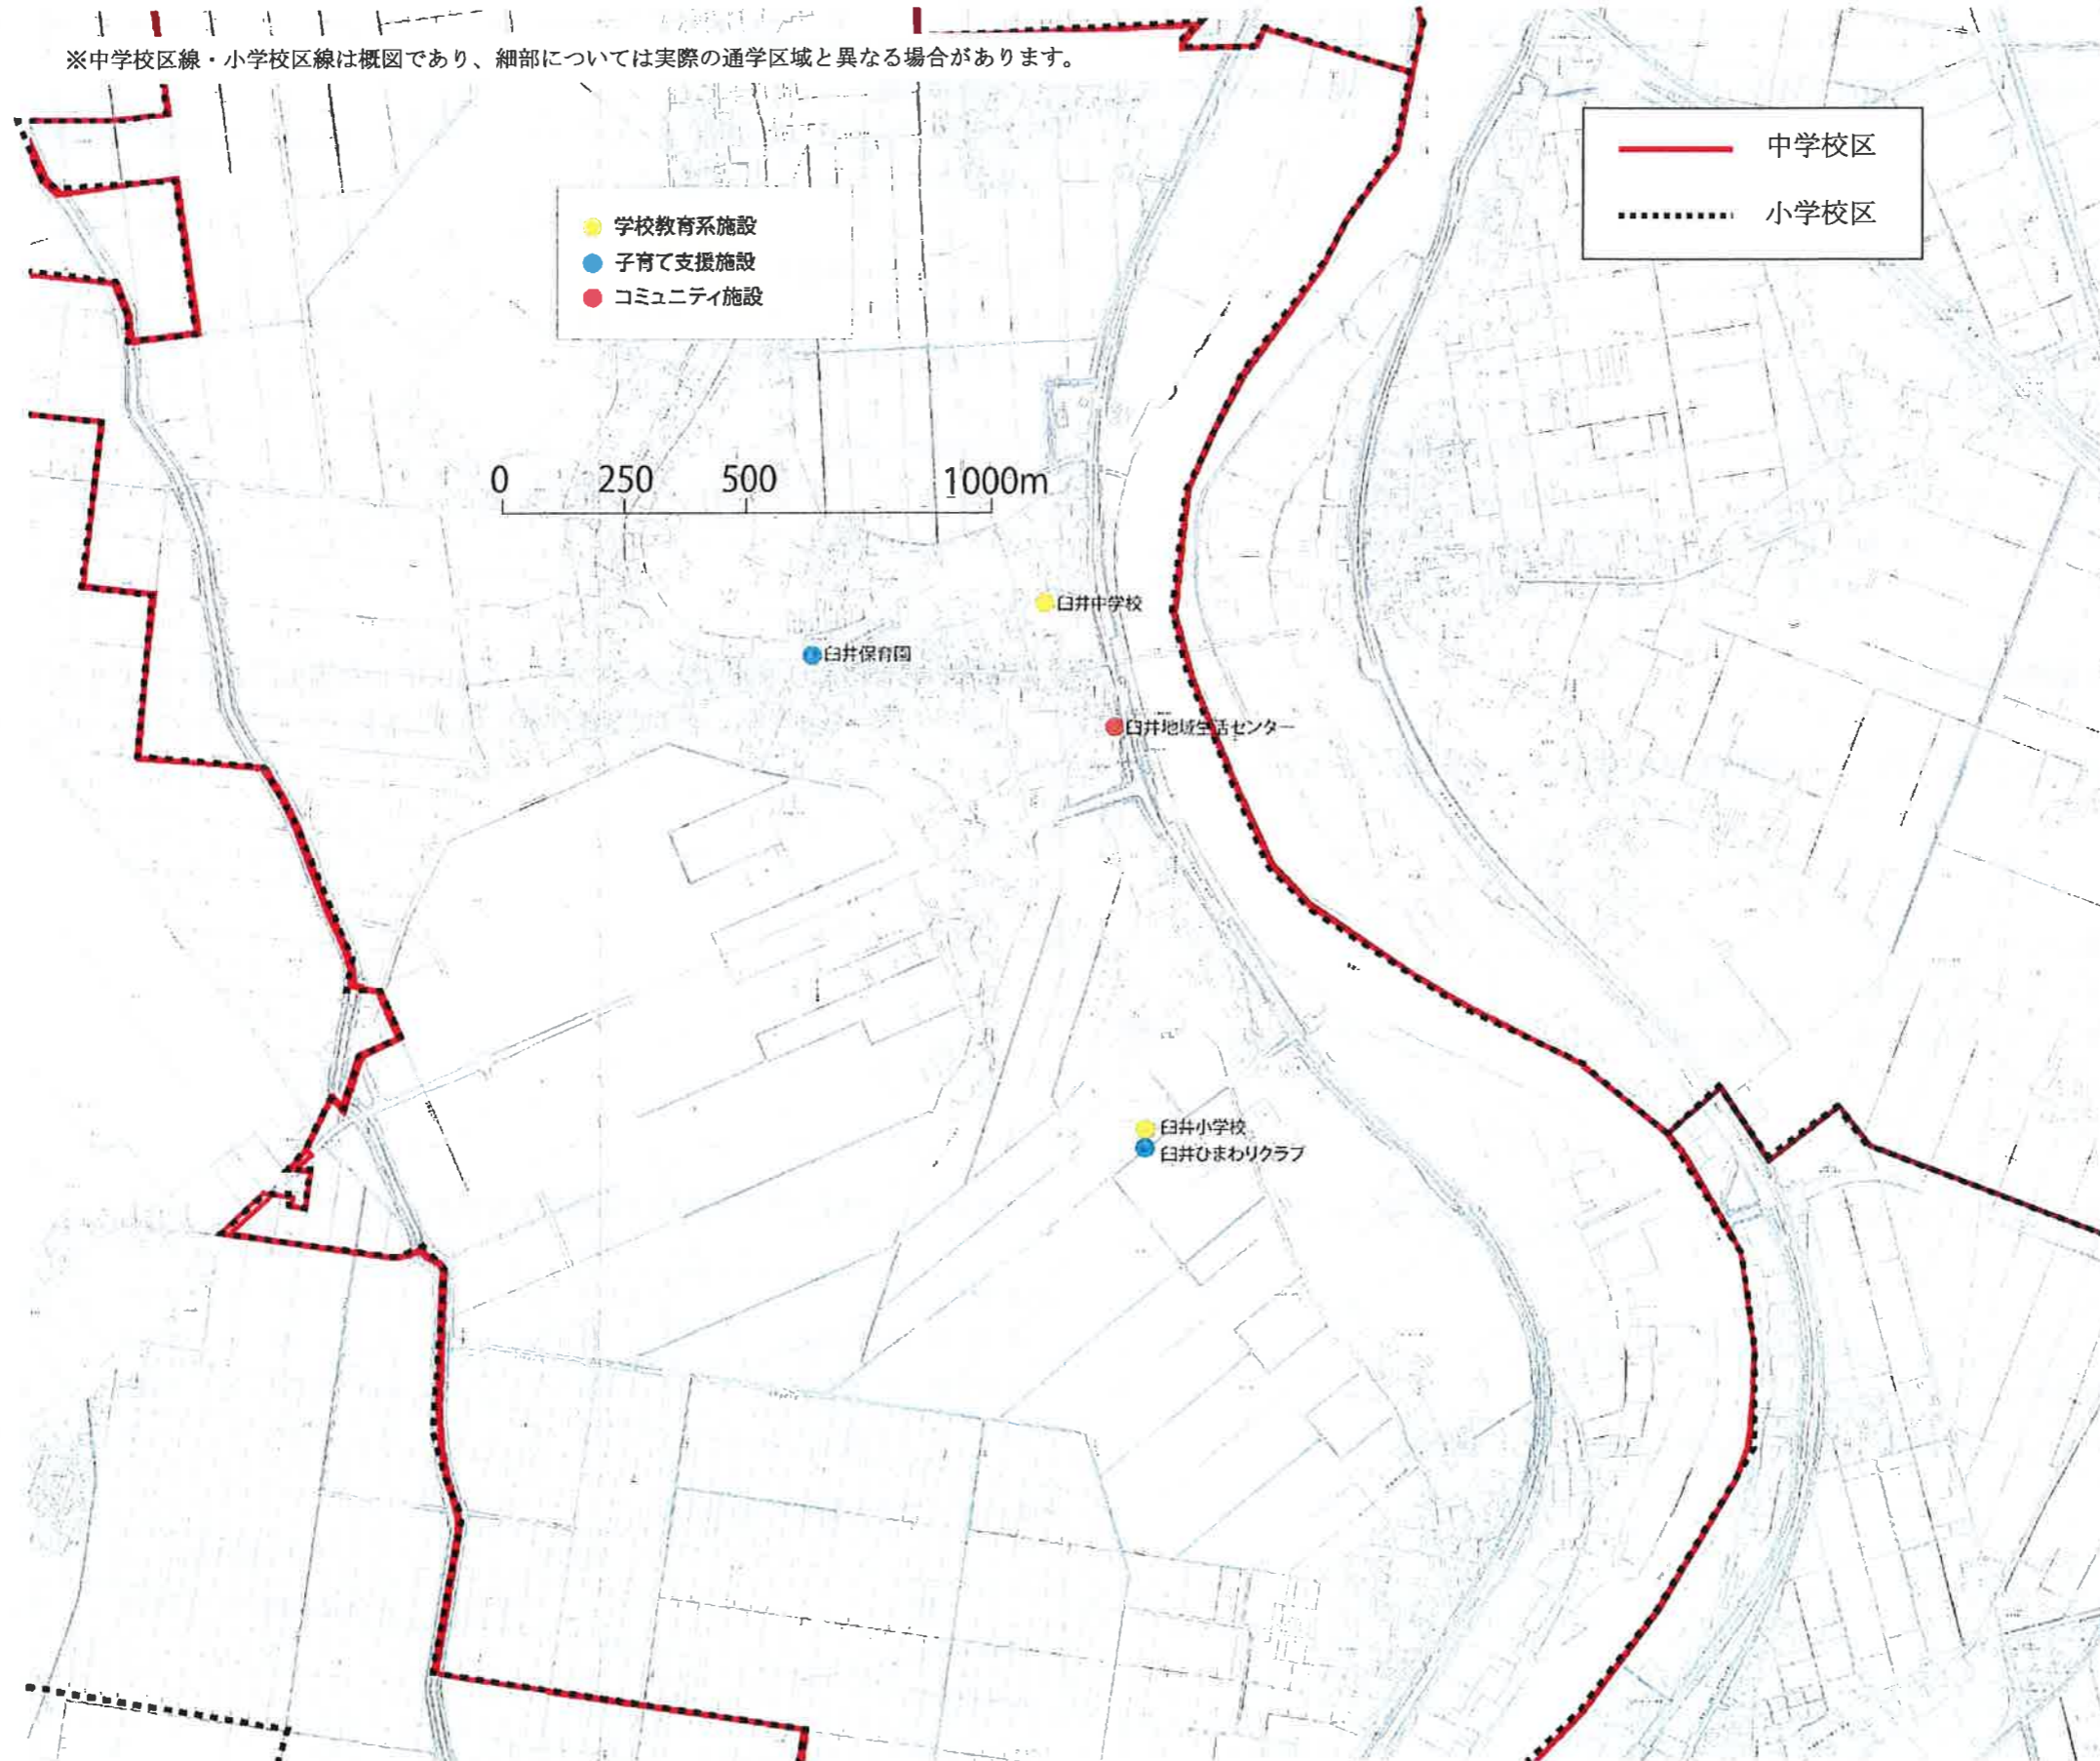 ※中学校区線・小学校区線は概図であり、細部については実際の通学区域と異なる場合があります。
中学校区
小学校区
学校教育系施設
子育て支援施設
コミュニティ施設
0 250 500 1000m
臼井中学校
臼井保育園
臼井地域生活センター
臼井小学校
臼井ひまわりクラブ